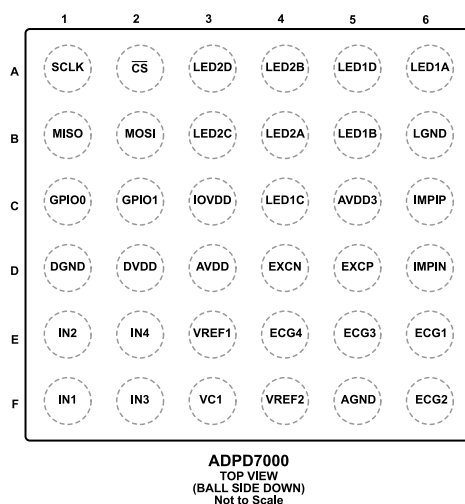 1 2 3 4 5 6
A SCLK CS LED2D LED2B LED1D LED1A
B MISO MOSI LED2C LED2A LED1B LGND
C GPIO0 GPIO1 IOVDD LED1C AVDD3 IMPIP
D DGND DVDD AVDD EXCN EXCP IMPIN
E IN2 IN4 VREF1 ECG4 ECG3 ECG1
F IN1 IN3 VC1 VREF2 AGND ECG2
ADPD7000
TOP VIEW
(BALL SIDE DOWN)
Not to Scale